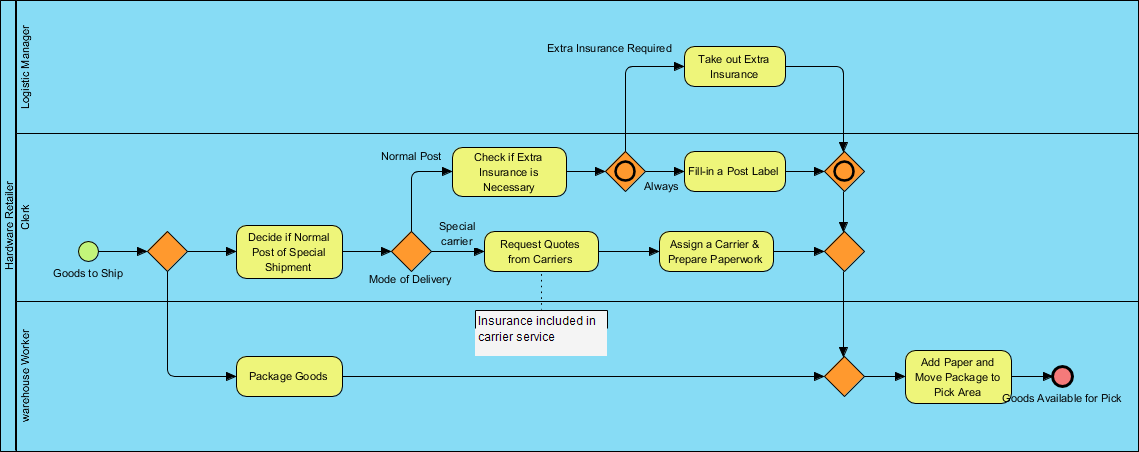 Hardware Retailer
Logistic Manager
Extra Insurance Required
Take out Extra
Insurance
Clerk
Normal Post
Check if Extra
Insurance is
Necessary
Always
Fill-in a Post Label
Goods to Ship
Decide if Normal
Post of Special
Shipment
Mode of Delivery
Special
carrier
Request Quotes
from Carriers
Assign a Carrier &
Prepare Paperwork
Insurance included in
carrier service
warehouse Worker
Package Goods
Add Paper and
Move Package to
Pick Area
Goods Available for Pick